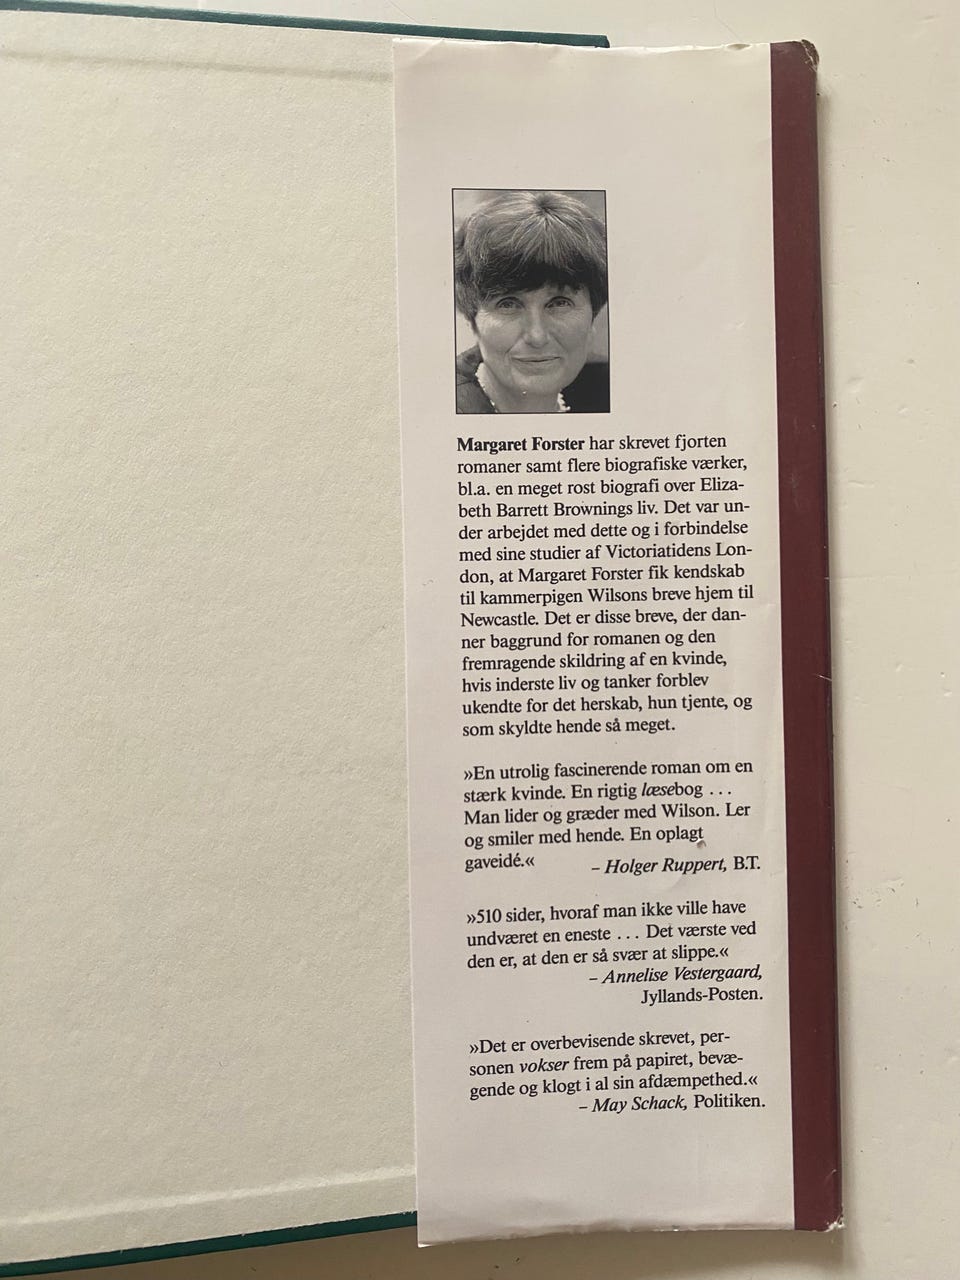 Margaret Forster har skrevet fjorten
romaner samt flere biografiske værker,
bl.a. en meget rost biografi over Eliza-
beth Barrett Brownings liv. Det var un-
der arbejdet med dette og i forbindelse
med sine studier af Victoriatidens Lon-
don, at Margaret Forster fik kendskab
til kammerpigen Wilsons breve hjem til
Newcastle. Det er disse breve, der dan-
ner baggrund for romanen og den
fremragende skildring af en kvinde,
hvis inderste liv og tanker forblev
ukendte for det herskab, hun tjente, og
som skyldte hende så meget.
»En utrolig fascinerende roman om en
stærk kvinde. En rigtig læsebog . . .
Man lider og græder med Wilson. Ler
og smiler med hende. En oplagt
gaveidé.« – Holger Ruppert, B.T.
»510 sider, hvoraf man ikke ville have
undværet en eneste . . . Det værste ved
den er, at den er så svær at slippe.«
– Annelise Vestergaard,
Jyllands-Posten.
»Det er overbevisende skrevet, per-
sonen vokser frem på papiret, bevæ-
gende og klogt i al sin afdæmpethed.«
– May Schack, Politiken.